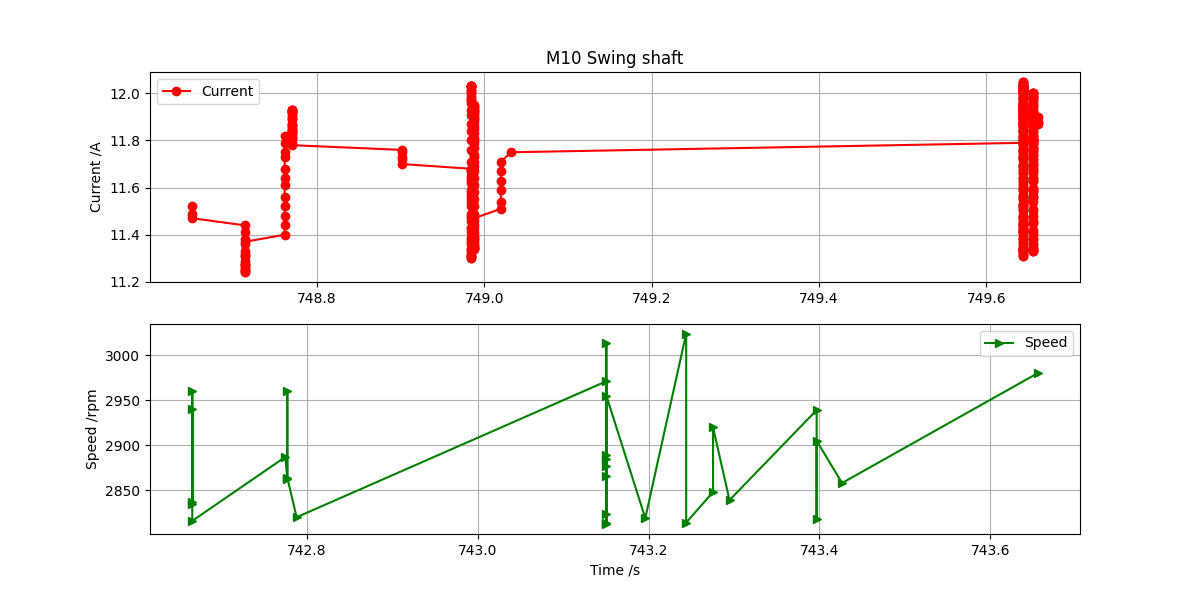 M10 Swing shaft
Current
Current /A
12.0
11.8
11.6
11.4
11.2
748.8 749.0 749.2 749.4 749.6
Speed
Speed /rpm
3000
2950
2900
2850
742.8 743.0 743.2 743.4 743.6
Time /s